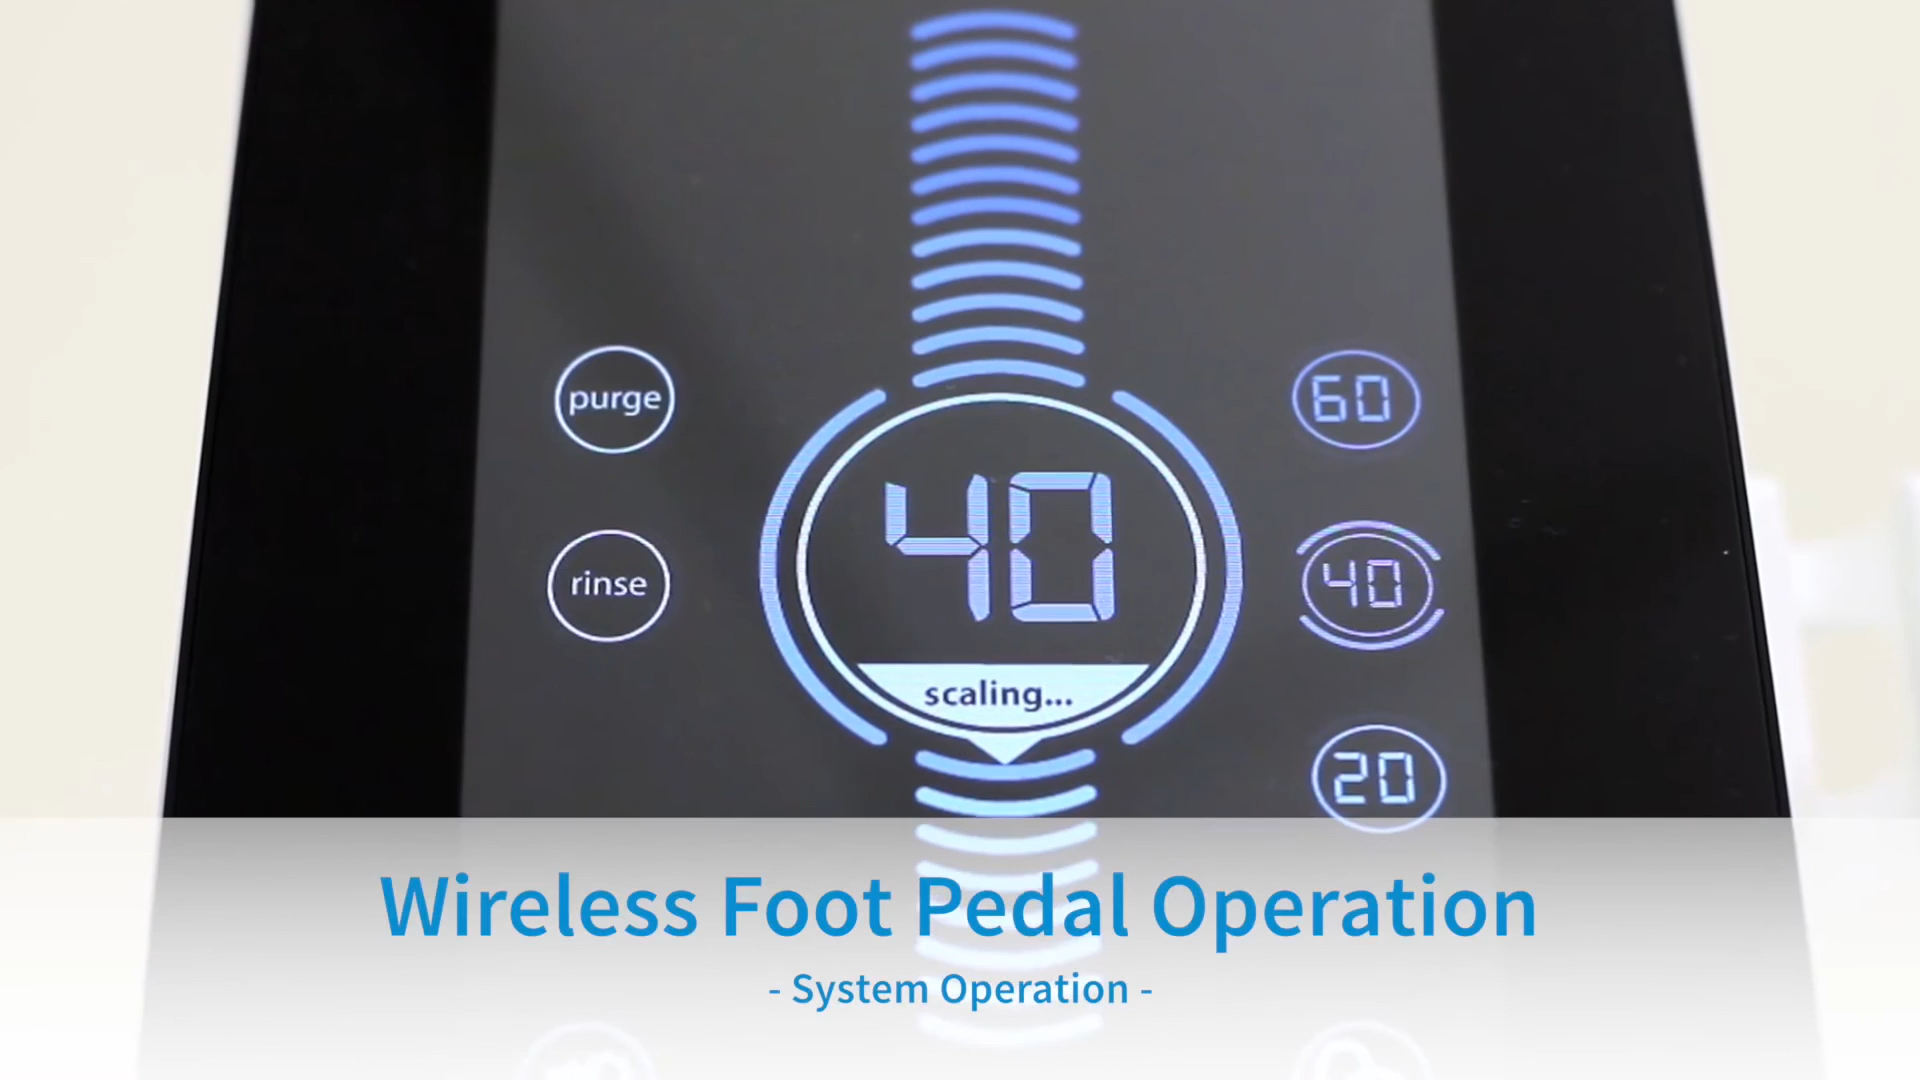 purge
60
40
rinse
40
scaling...
20
Wireless Foot Pedal Operation
- System Operation -